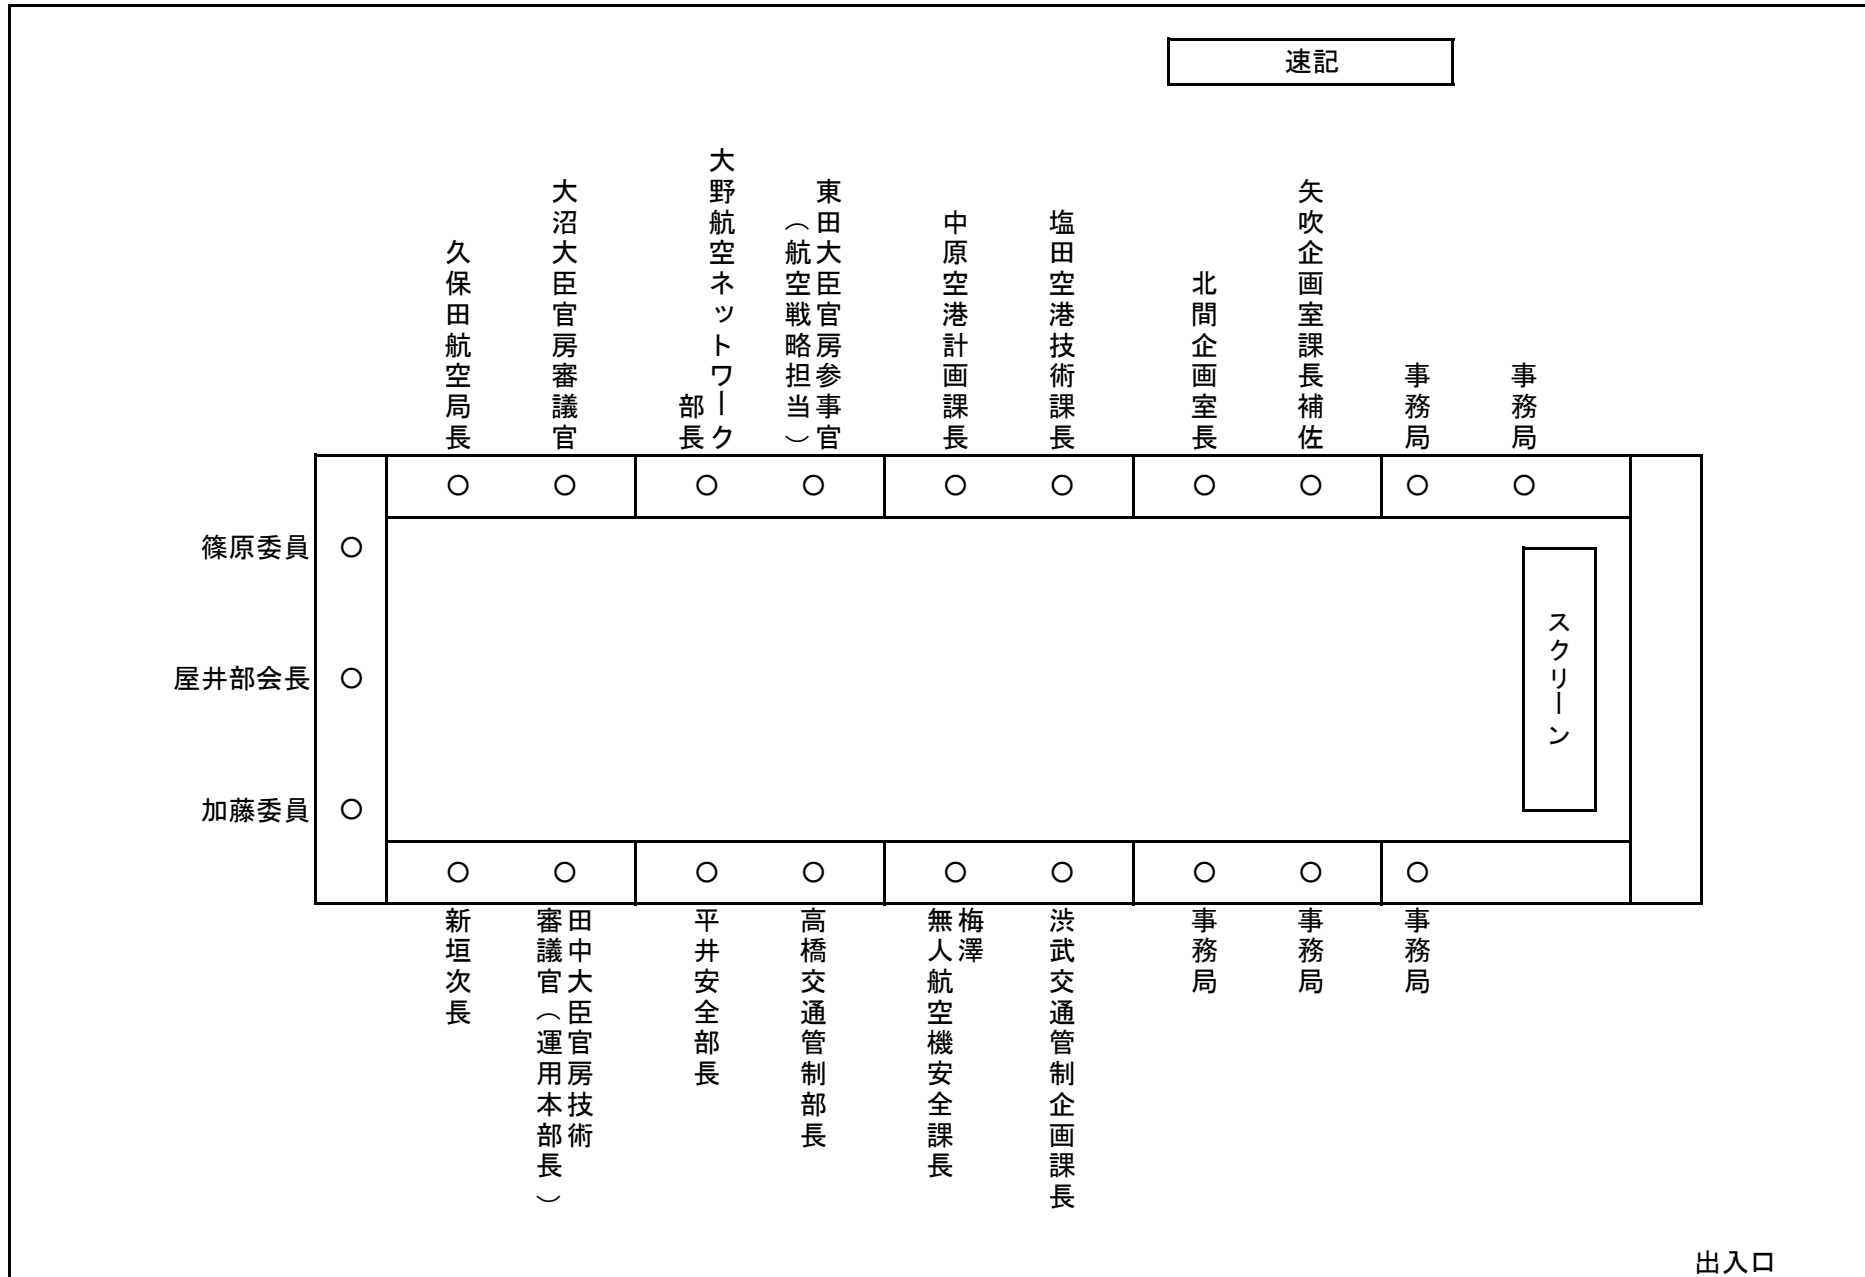 速記
久保田航空局長
大沼大臣官房審議官
大野航空ネットワーク
部長
東田大臣官房参事官
（航空戦略担当）
中原空港計画課長
塩田空港技術課長
北間企画室長
矢吹企画室課長補佐
事務局
事務局
篠原委員
屋井部会長
加藤委員
スクリーン
新垣次長
田中大臣官房技術
審議官（運用本部長）
平井安全部長
高橋交通管制部長
梅澤
無人航空機安全課長
渋武交通管制企画課長
事務局
事務局
事務局
出入口